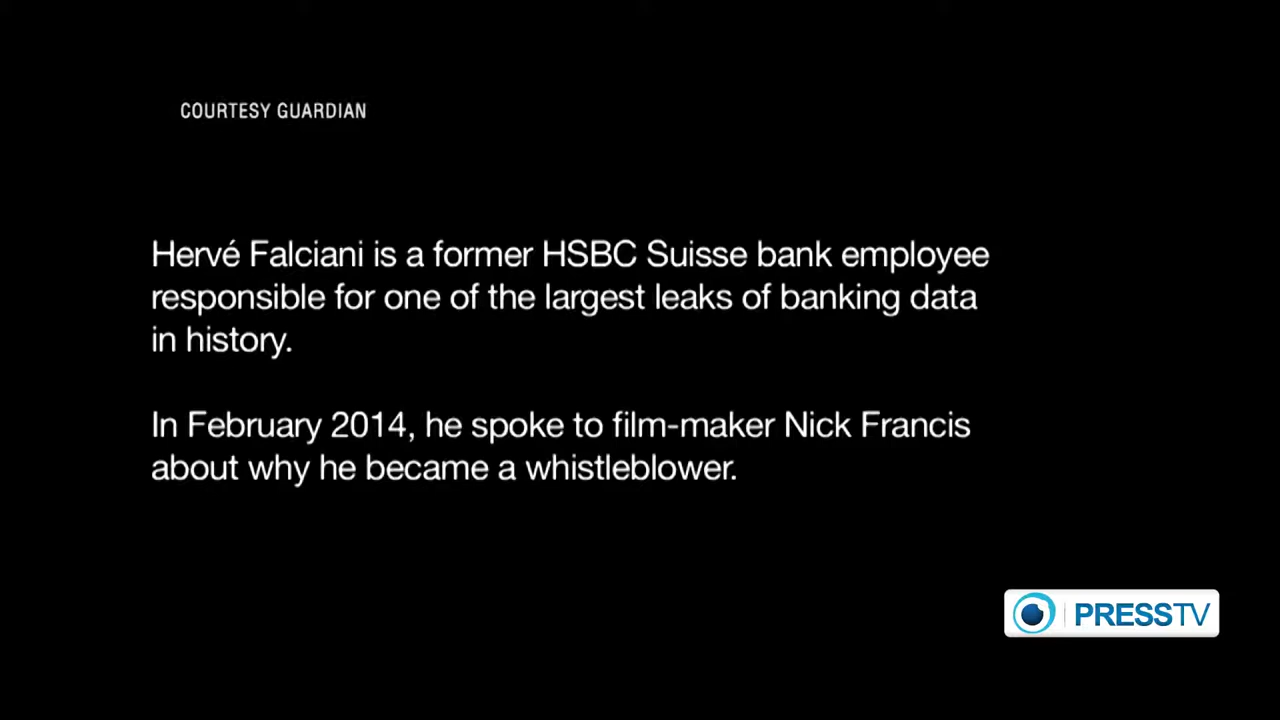 COURTESY GUARDIAN
Hervé Falciani is a former HSBC Suisse bank employee
responsible for one of the largest leaks of banking data
in history.
In February 2014, he spoke to film-maker Nick Francis
about why he became a whistleblower.
PRESSTV